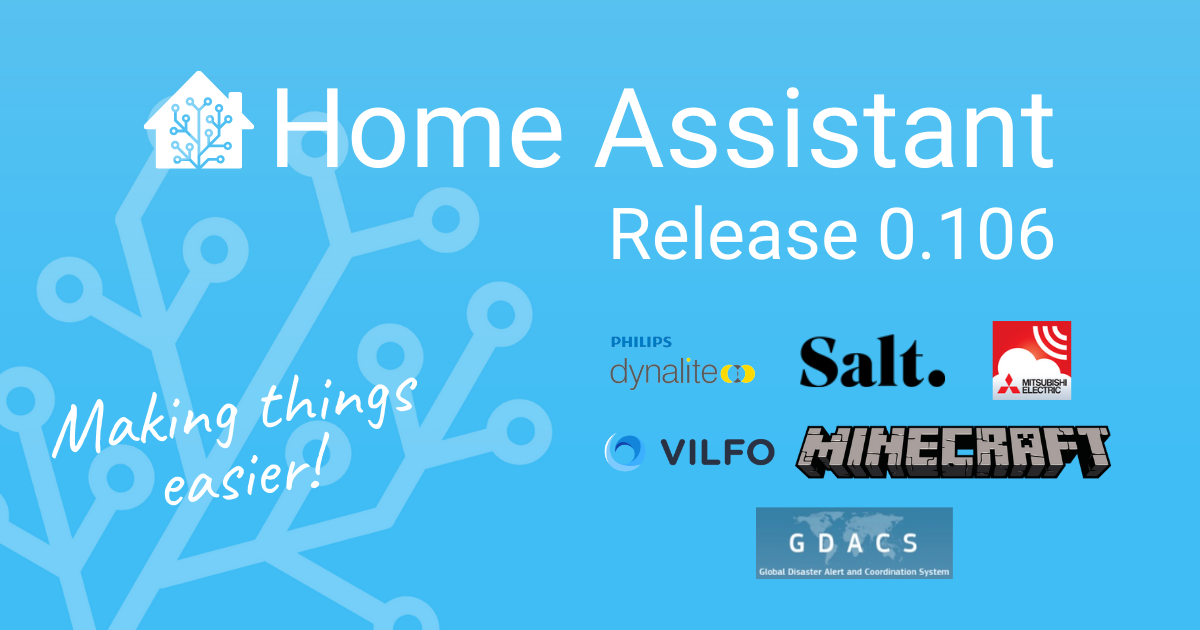 Home Assistant
Release 0.106
Making things
easier!
PHILIPS
dynalite
Salt.
MITSUBISHI
ELECTRIC
VILFO
MINECRAFT
GDACS
Global Disaster Alert and Coordination System